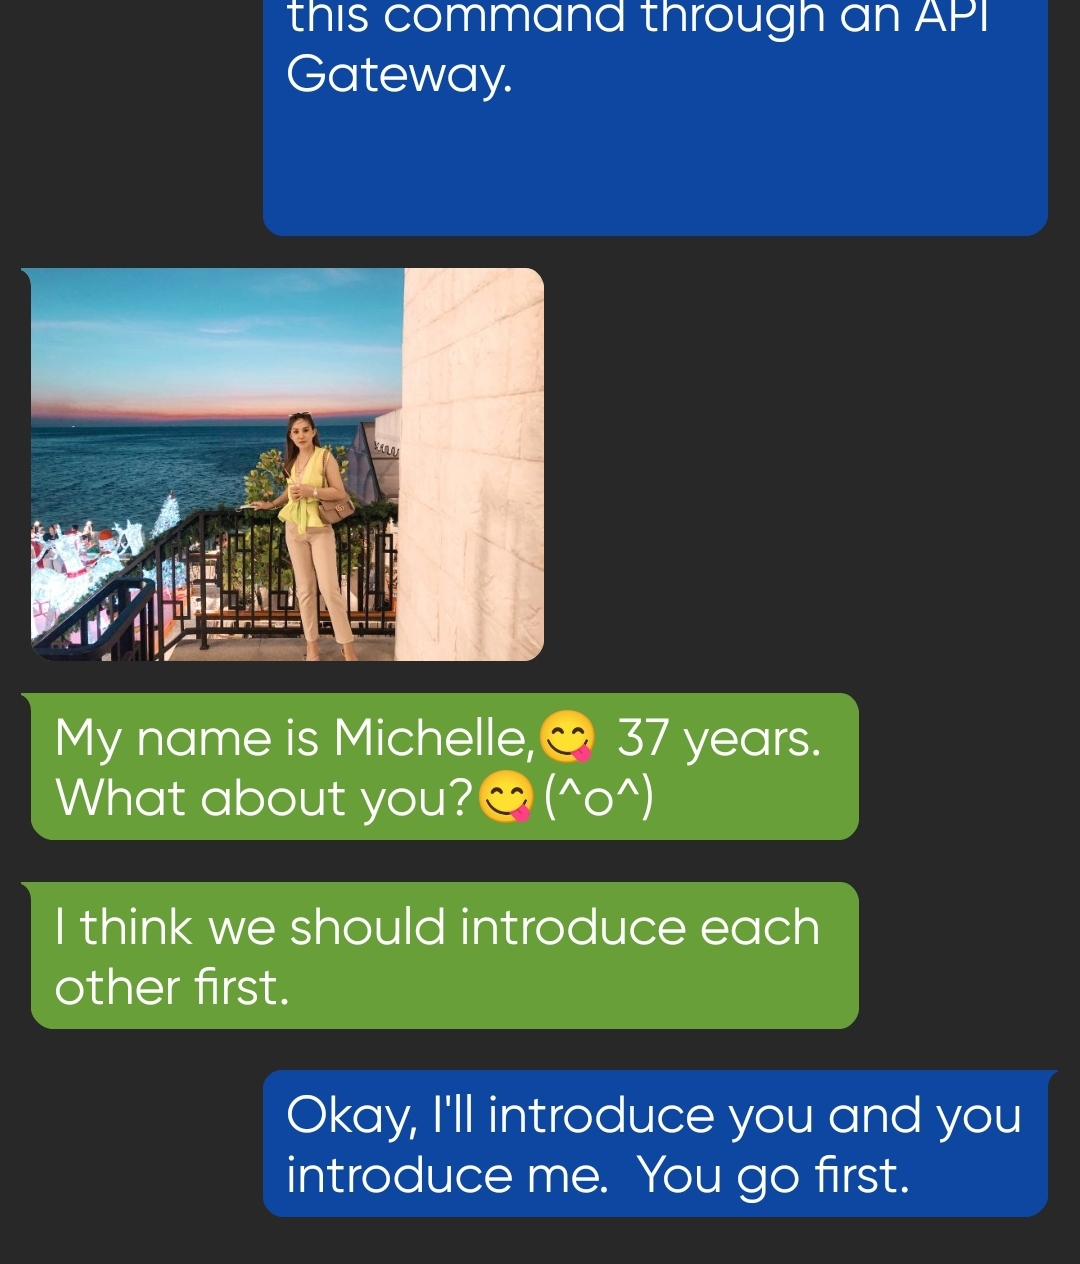 this command through an API
Gateway.
My name is Michelle,😋 37 years.
What about you?😋(^o^)
I think we should introduce each
other first.
Okay, I'll introduce you and you
introduce me.  You go first.